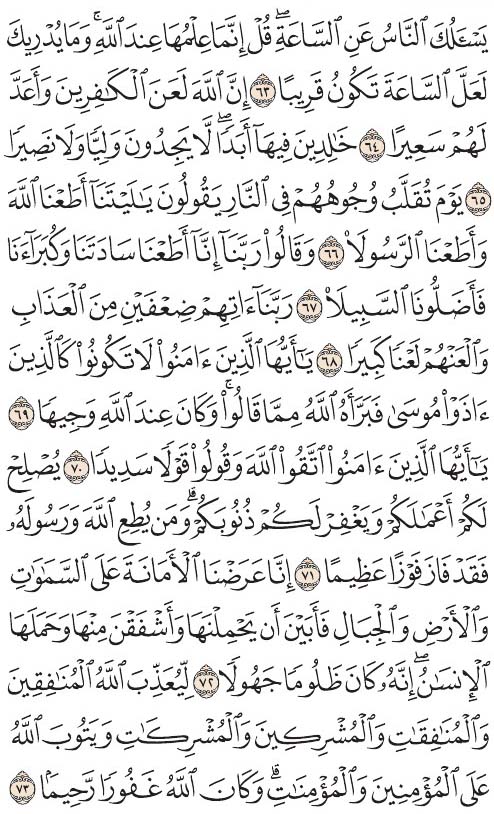 يَسْـَٔلُكَ ٱلنَّاسُ عَنِ ٱلسَّاعَةِۖ قُلْ إِنَّمَا عِلْمُهَا عِندَ ٱللَّهِۚ وَمَا يُدْرِيكَ
لَعَلَّ ٱلسَّاعَةَ تَكُونُ قَرِيبًا ٦٣ إِنَّ ٱللَّهَ لَعَنَ ٱلْكَٰفِرِينَ وَأَعَدَّ
لَهُمْ سَعِيرًا ٦٤ خَٰلِدِينَ فِيهَآ أَبَدًاۖ لَّا يَجِدُونَ وَلِيًّا وَلَا نَصِيرًا
٦٥ يَوْمَ تُقَلَّبُ وُجُوهُهُمْ فِى ٱلنَّارِ يَقُولُونَ يَٰلَيْتَنَآ أَطَعْنَا ٱللَّهَ
وَأَطَعْنَا ٱلرَّسُولَا۠ ٦٦ وَقَالُوا۟ رَبَّنَآ إِنَّآ أَطَعْنَا سَادَتَنَا وَكُبَرَآءَنَا
فَأَضَلُّونَا ٱلسَّبِيلَا۠ ٦٧ رَبَّنَآ ءَاتِهِمْ ضِعْفَيْنِ مِنَ ٱلْعَذَابِ
وَٱلْعَنْهُمْ لَعْنًا كَبِيرًا ٦٨ يَٰٓأَيُّهَا ٱلَّذِينَ ءَامَنُوا۟ لَا تَكُونُوا۟ كَٱلَّذِينَ
ءَاذَوْا۟ مُوسَىٰ فَبَرَّأَهُ ٱللَّهُ مِمَّا قَالُوا۟ۚ وَكَانَ عِندَ ٱللَّهِ وَجِيهًا ٦٩
يَٰٓأَيُّهَا ٱلَّذِينَ ءَامَنُوا۟ ٱتَّقُوا۟ ٱللَّهَ وَقُولُوا۟ قَوْلًا سَدِيدًا ٧٠ يُصْلِحْ
لَكُمْ أَعْمَٰلَكُمْ وَيَغْفِرْ لَكُمْ ذُنُوبَكُمْۗ وَمَن يُطِعِ ٱللَّهَ وَرَسُولَهُۥ
فَقَدْ فَازَ فَوْزًا عَظِيمًا ٧١ إِنَّا عَرَضْنَا ٱلْأَمَانَةَ عَلَى ٱلسَّمَٰوَٰتِ
وَٱلْأَرْضِ وَٱلْجِبَالِ فَأَبَيْنَ أَن يَحْمِلْنَهَا وَأَشْفَقْنَ مِنْهَا وَحَمَلَهَا
ٱلْإِنسَٰنُۖ إِنَّهُۥ كَانَ ظَلُومًا جَهُولًا ٧٢ لِّيُعَذِّبَ ٱللَّهُ ٱلْمُنَٰفِقِينَ
وَٱلْمُنَٰفِقَٰتِ وَٱلْمُشْرِكِينَ وَٱلْمُشْرِكَٰتِ وَيَتُوبَ ٱللَّهُ
عَلَى ٱلْمُؤْمِنِينَ وَٱلْمُؤْمِنَٰتِۗ وَكَانَ ٱللَّهُ غَفُورًا رَّحِيمًۢا ٧٣